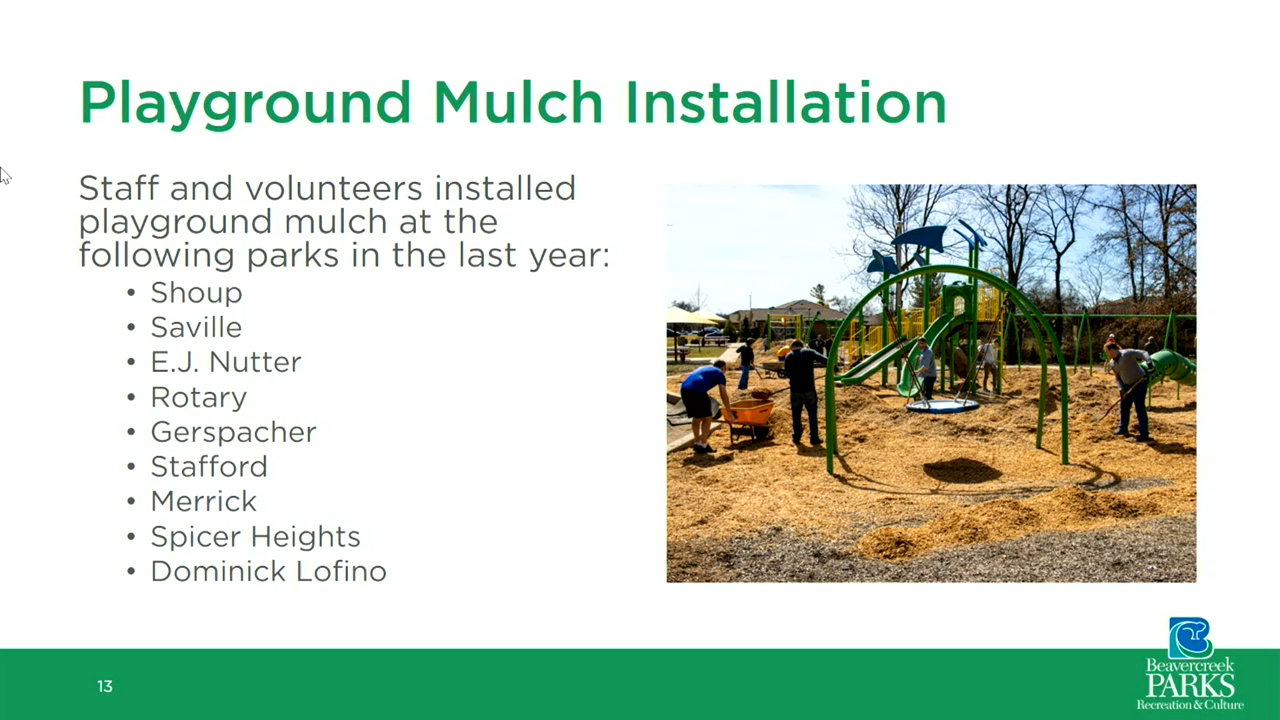 Playground Mulch Installation
Staff and volunteers installed
playground mulch at the
following parks in the last year:
• Shoup
• Saville
• E.J. Nutter
• Rotary
• Gerspacher
• Stafford
• Merrick
• Spicer Heights
• Dominick Lofino
13
Beavercreek
PARKS
Recreation & Culture